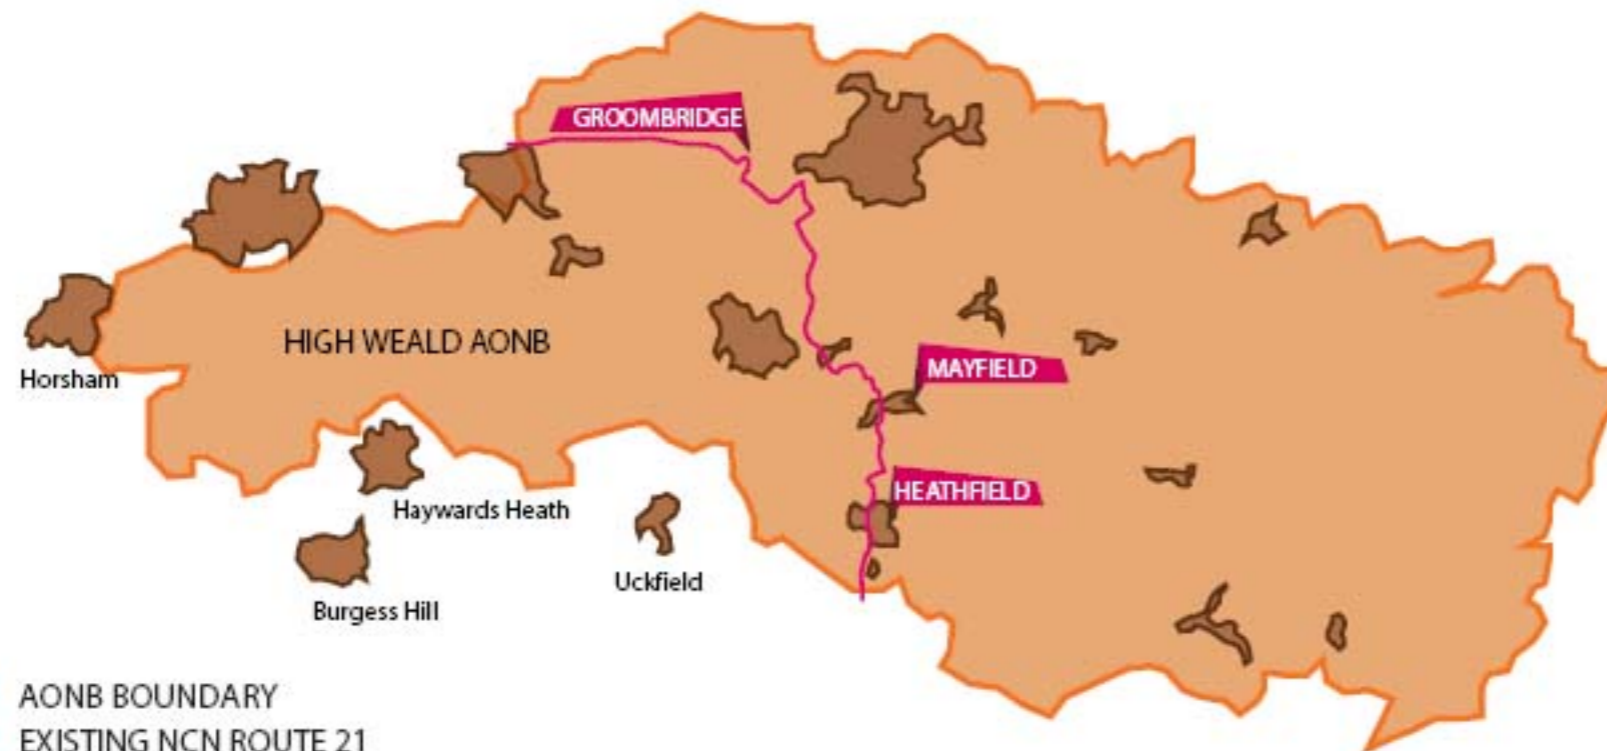 GROOMBRIDGE
HIGH WEALD AONB
MAYFIELD
Horsham
HEATHFIELD
Haywards Heath
Uckfield
Burgess Hill
AONB BOUNDARY
EXISTING NCN ROUTE 21